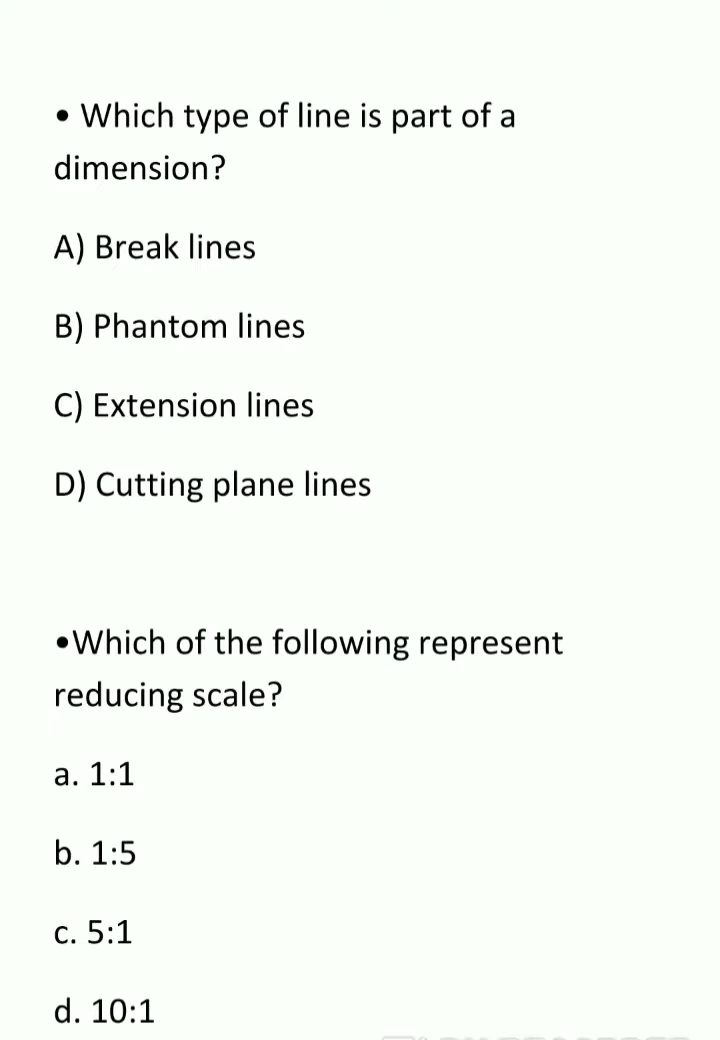 • Which type of line is part of a
dimension?
A) Break lines
B) Phantom lines
C) Extension lines
D) Cutting plane lines
•Which of the following represent
reducing scale?
a. 1:1
b. 1:5
c. 5:1
d. 10:1